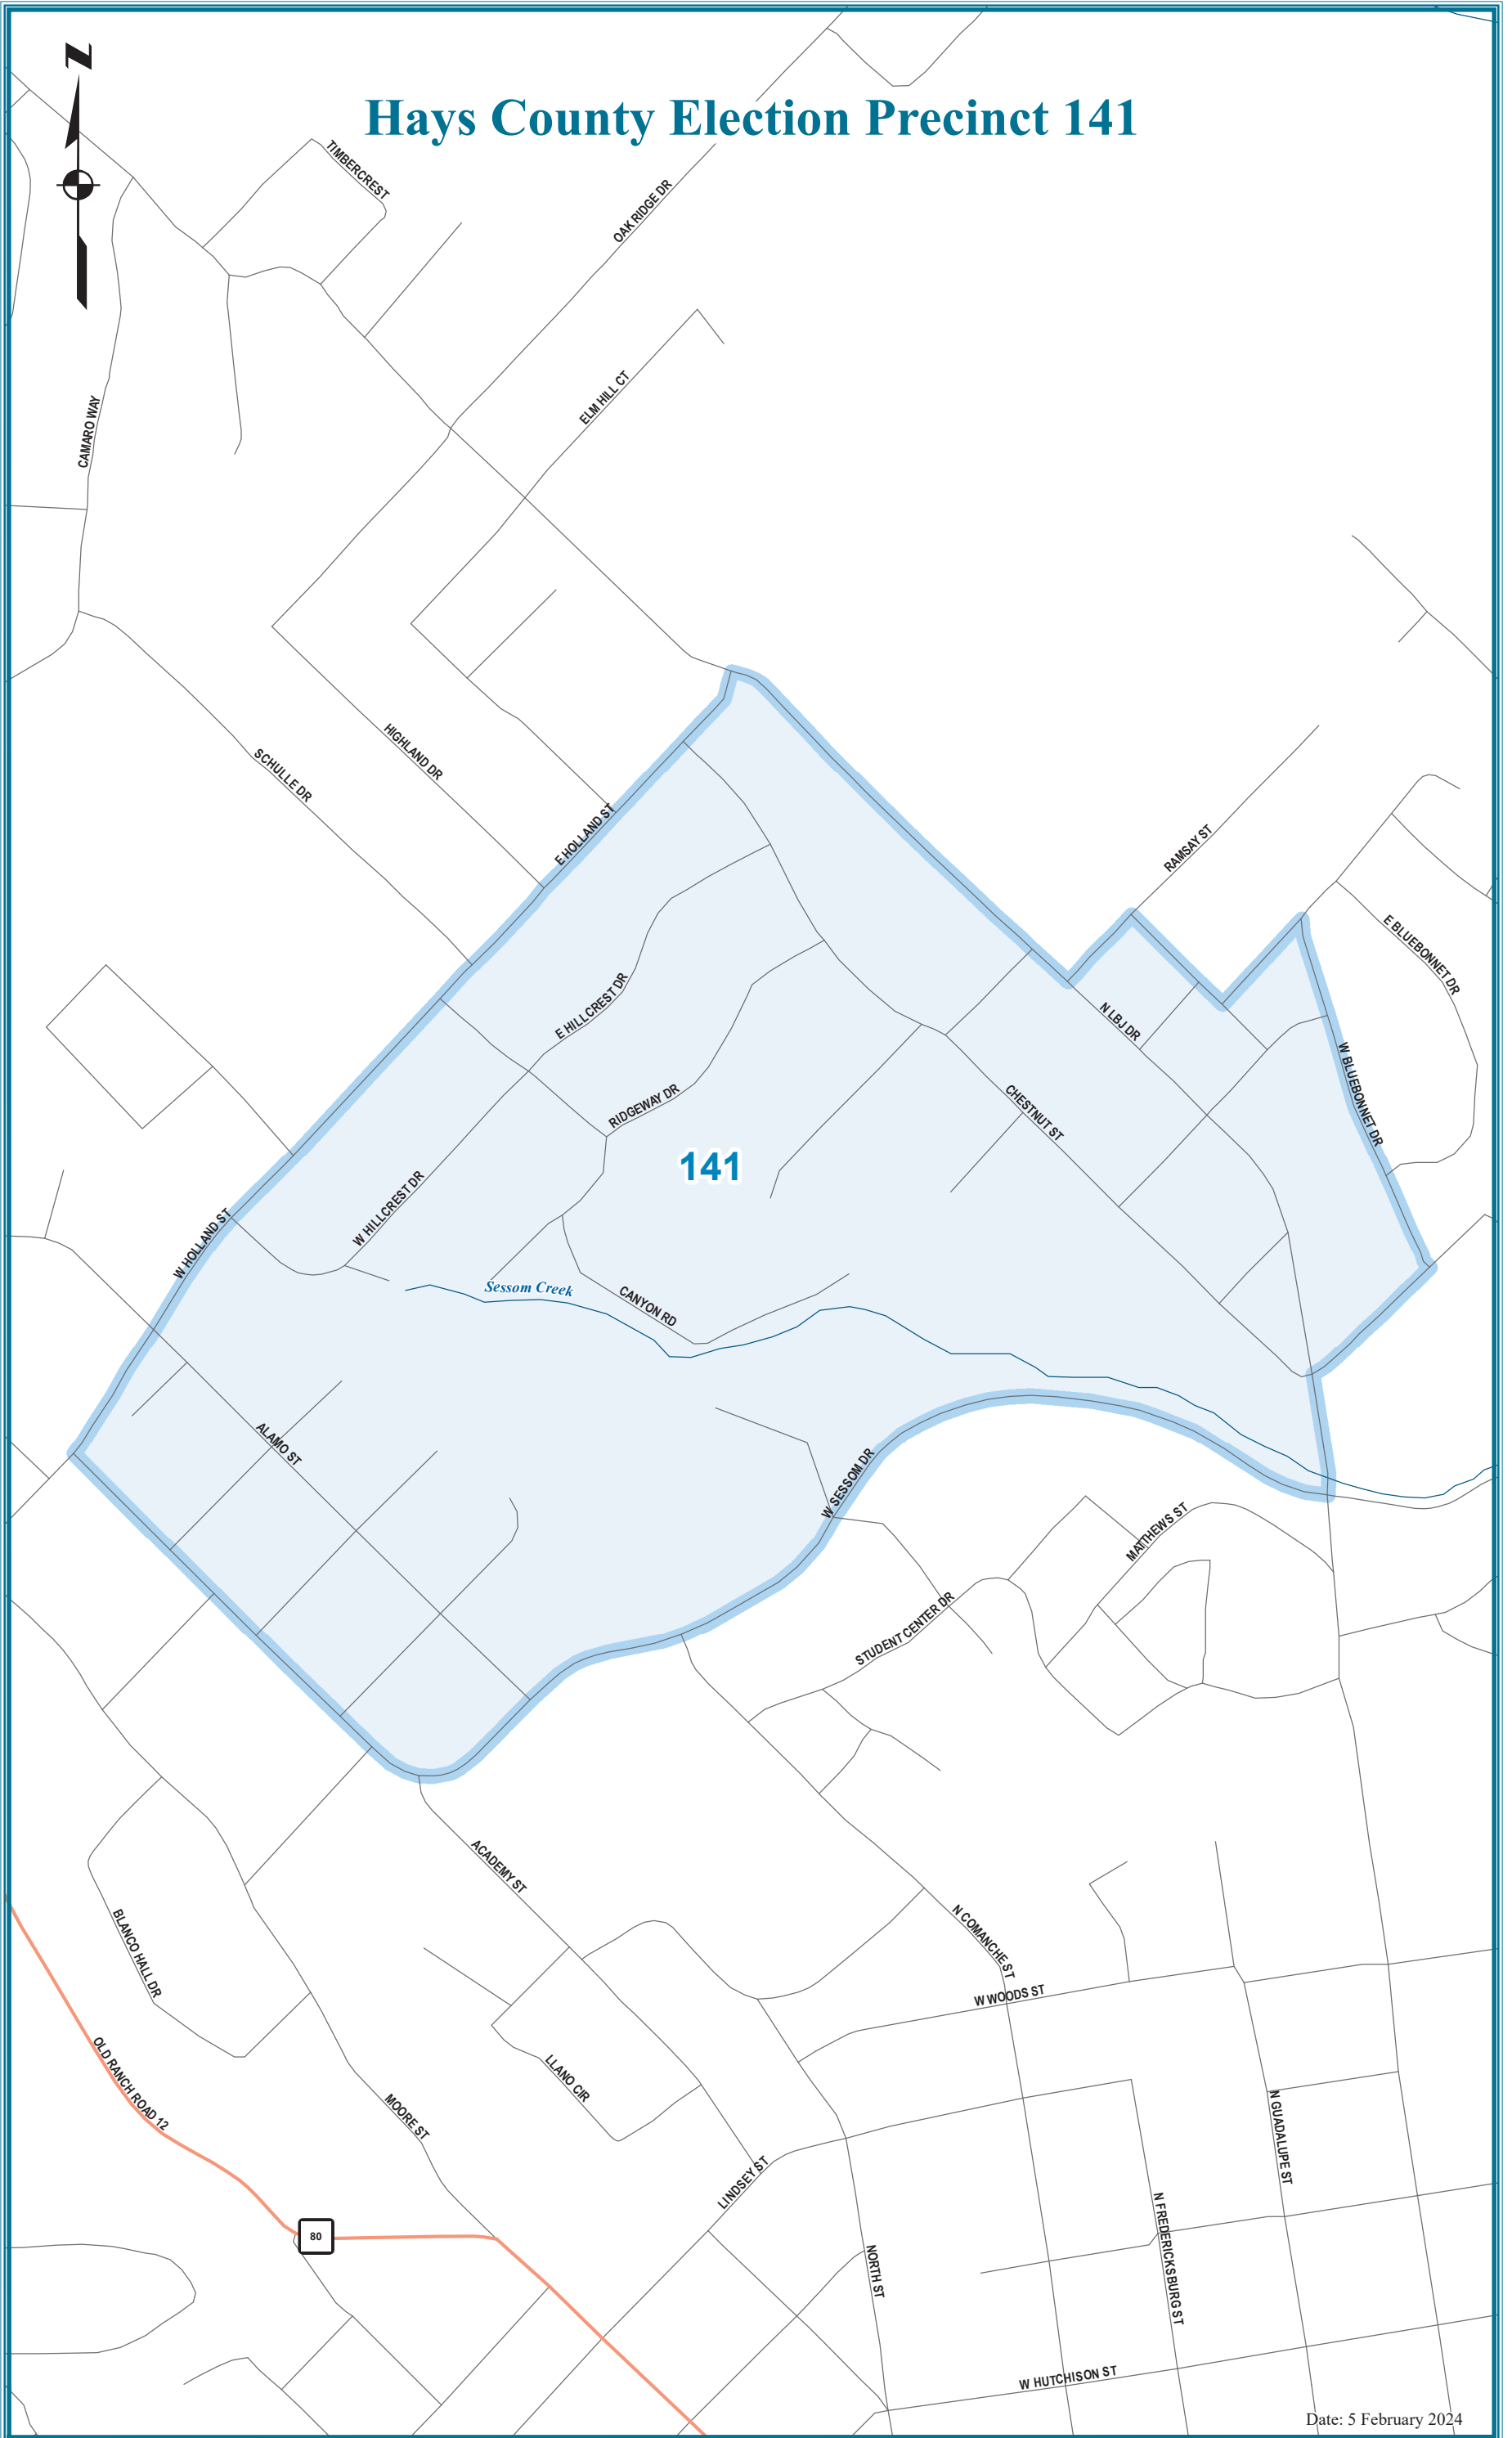 N
Hays County Election Precinct 141
TIMBERCREST
OAK RIDGE DR
ELM HILL CT
CAMARO WAY
HIGHLAND DR
SCHULLE DR
E HOLLAND ST
RAMSAY ST
E BLUEBONNET DR
E HILLCREST DR
N LBJ DR
W BLUEBONNET DR
RIDGEWAY DR
CHESTNUT ST
141
W HILLCREST DR
W HOLLAND ST
Sessom Creek
CANYON RD
ALAMO ST
W SESSOM DR
MATTHEWS ST
STUDENT CENTER DR
ACADEMY ST
BLANCO HALL DR
N COMANCHE ST
W WOODS ST
OLD RANCH ROAD 12
LLANO CIR
MOORE ST
N GUADALUPE ST
LINDSEY ST
N FREDERICKSBURG ST
80
NORTH ST
W HUTCHISON ST
Date: 5 February 2024